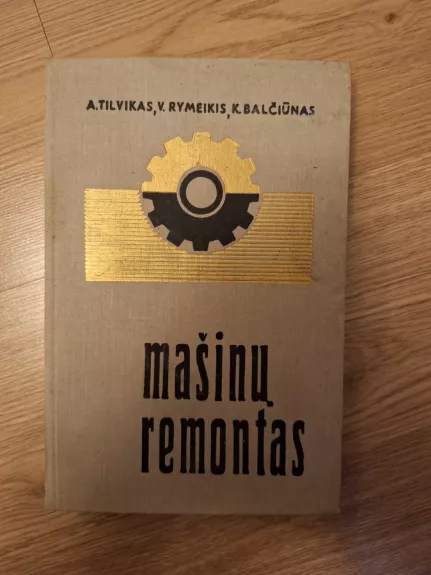 A. TILVIKAS, V. RYMEIKIS, K. BALČIŪNAS
mašinų
remontas